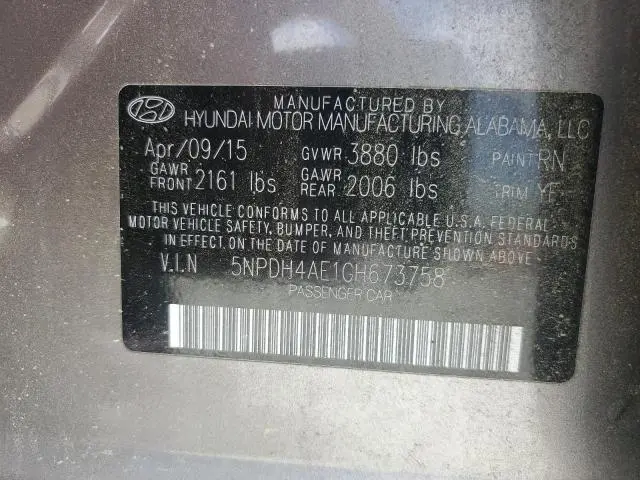 MANUFACTURED BY
HYUNDAI MOTOR MANUFACTURING ALABAMA, LLC
Apr/09/15 GVWR 3880 lbs PAINT RN
GAWR FRONT 2161 lbs GAWR REAR 2006 lbs TRIM YF
THIS VEHICLE CONFORMS TO ALL APPLICABLE U.S.A. FEDERAL
MOTOR VEHICLE SAFETY, BUMPER, AND THEFT PREVENTION STANDARDS
IN EFFECT ON THE DATE OF MANUFACTURE SHOWN ABOVE.
V.I.N 5NPDH4AE1GH673758
PASSENGER CAR